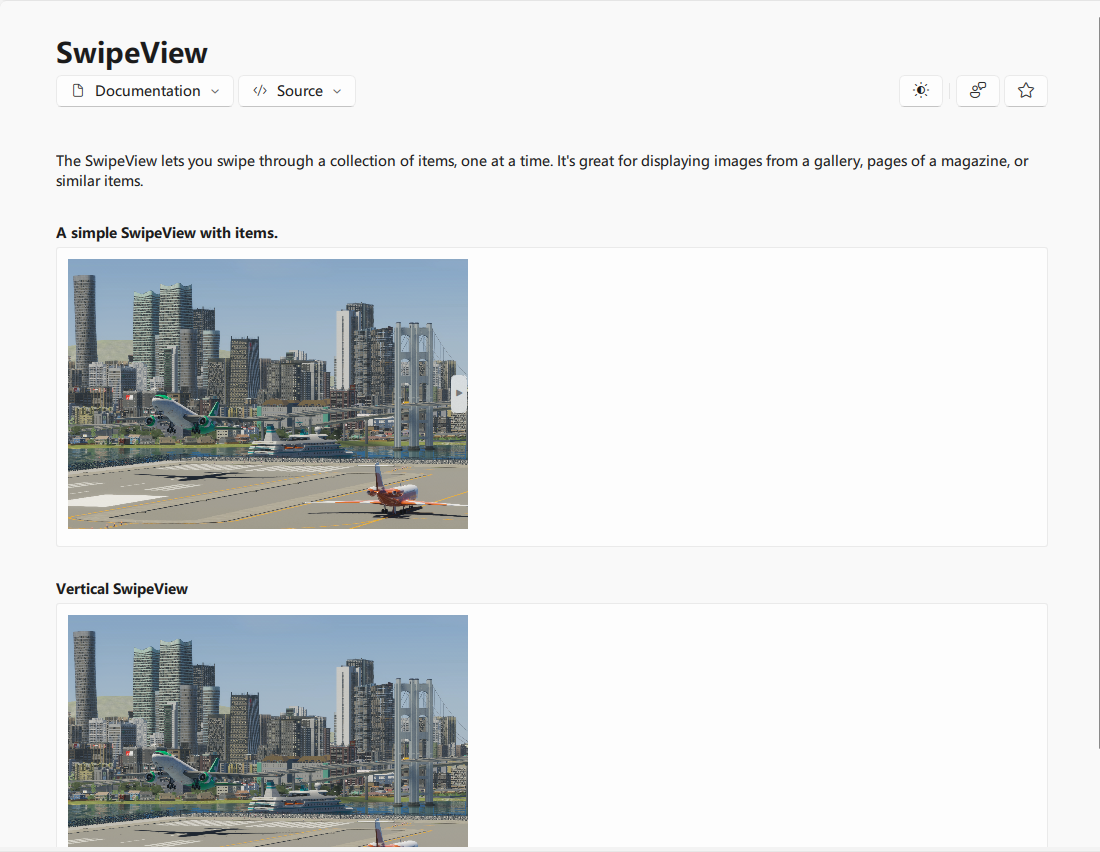 SwipeView
Documentation
Source
The SwipeView lets you swipe through a collection of items, one at a time. It's great for displaying images from a gallery, pages of a magazine, or
similar items.
A simple SwipeView with items.
Vertical SwipeView